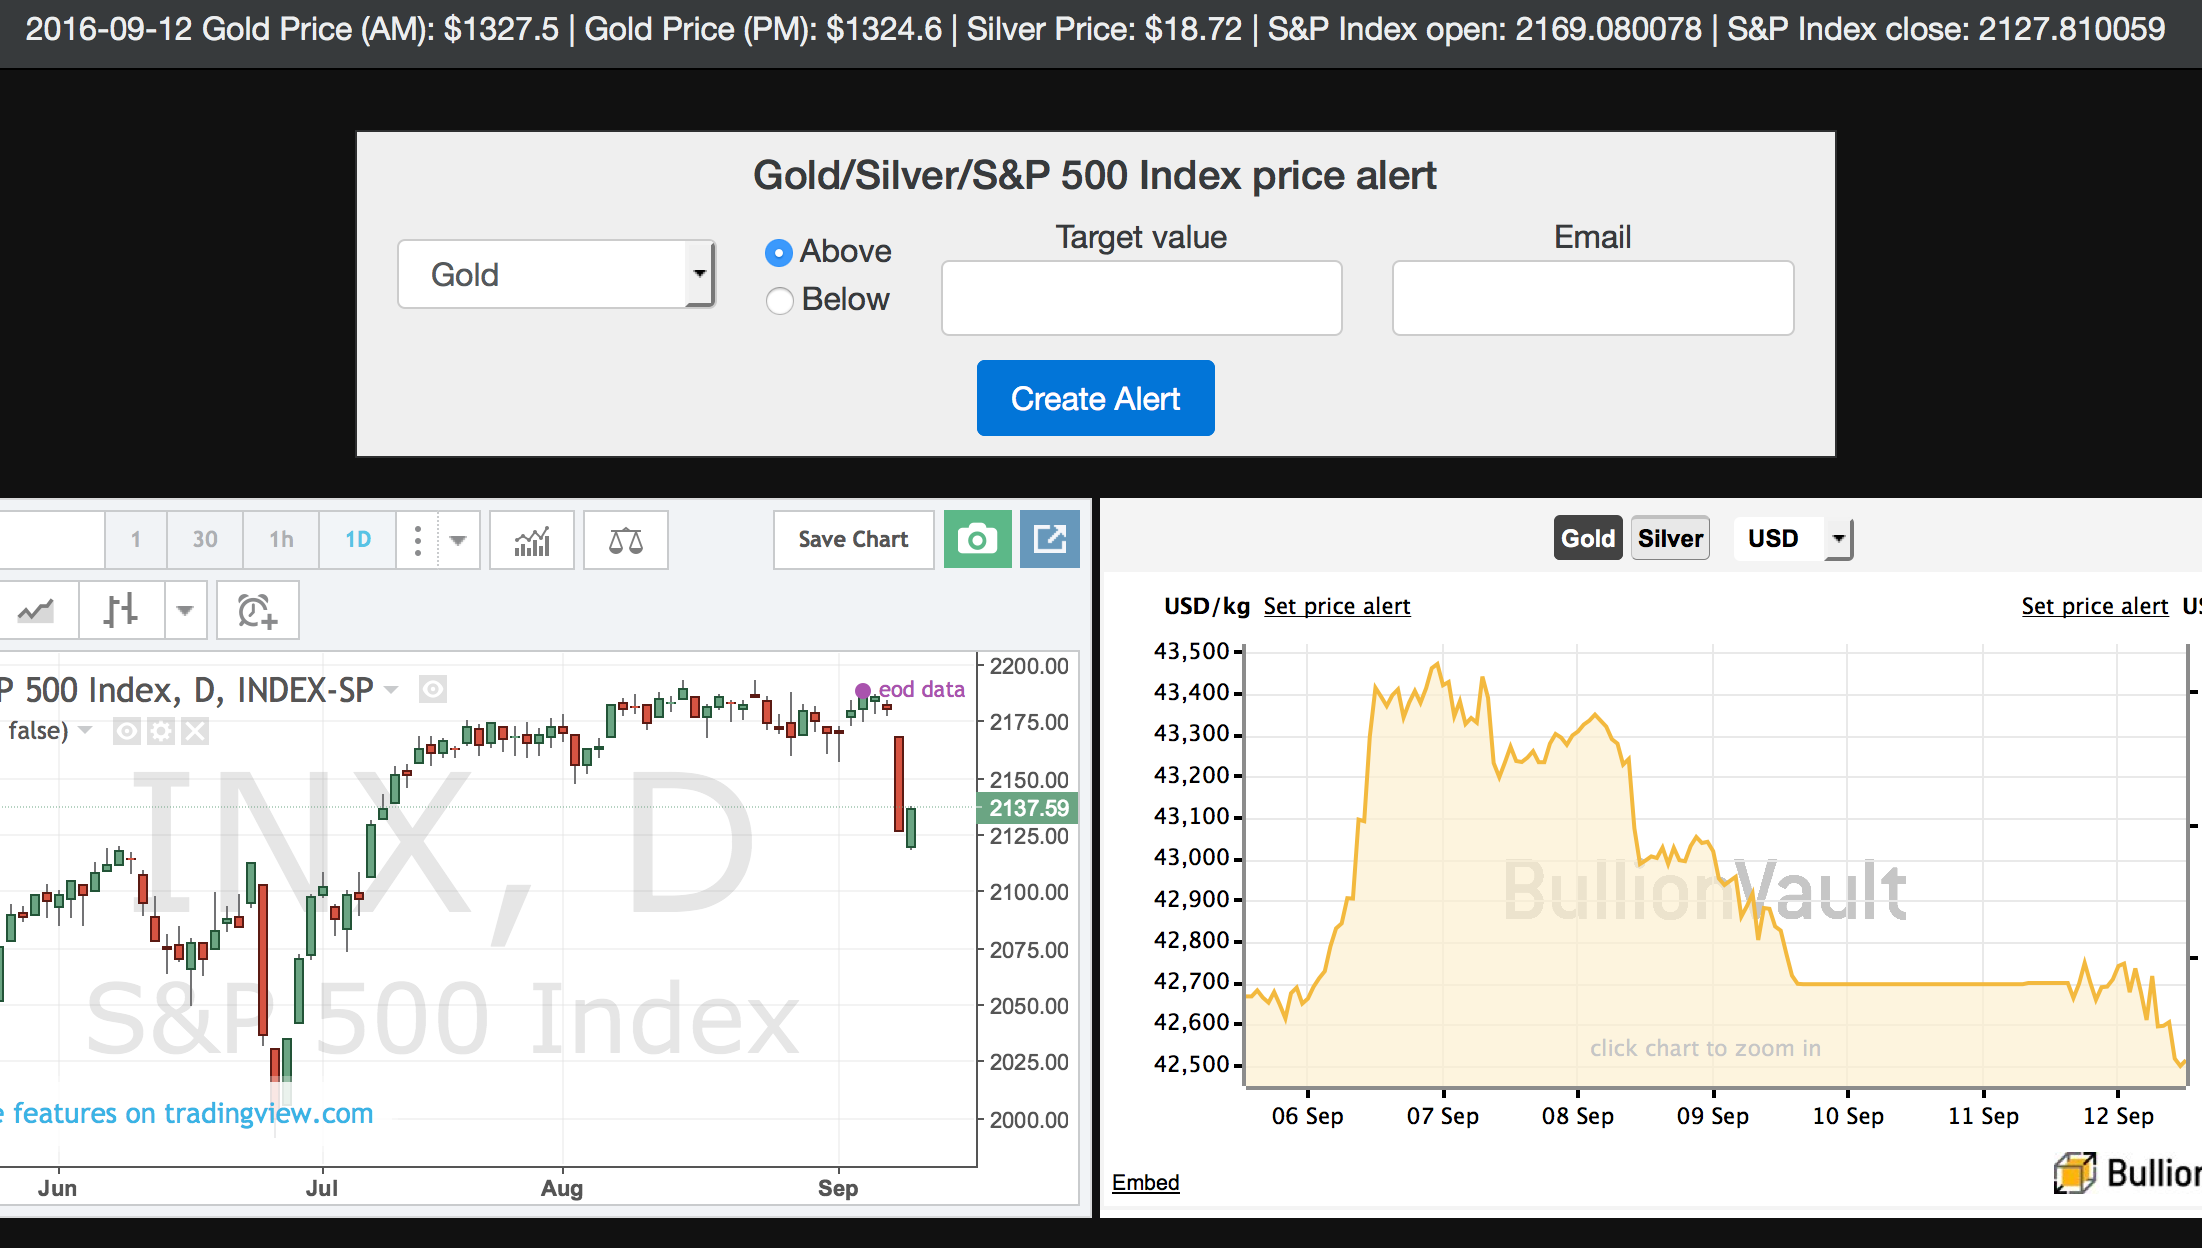 2016-09-12 Gold Price (AM): $1327.5 | Gold Price (PM): $1324.6 | Silver Price: $18.72 | S&P Index open: 2169.080078 | S&P Index close: 2127.810059
Gold/Silver/S&P 500 Index price alert
Gold
Above
Below
Target value
Email
Create Alert
1 30 1h 1D
Save Chart
P 500 Index, D, INDEX-SP
false)
eod data
INX, D
S&P 500 Index
e features on tradingview.com
2200.00
2175.00
2150.00
2137.59
2125.00
2100.00
2075.00
2050.00
2025.00
2000.00
Jun Jul Aug Sep
Gold Silver USD
USD/kg Set price alert
Set price alert US
43,500
43,400
43,300
43,200
43,100
43,000
42,900
42,800
42,700
42,600
42,500
BullionVault
click chart to zoom in
06 Sep 07 Sep 08 Sep 09 Sep 10 Sep 11 Sep 12 Sep
Embed
Bullion